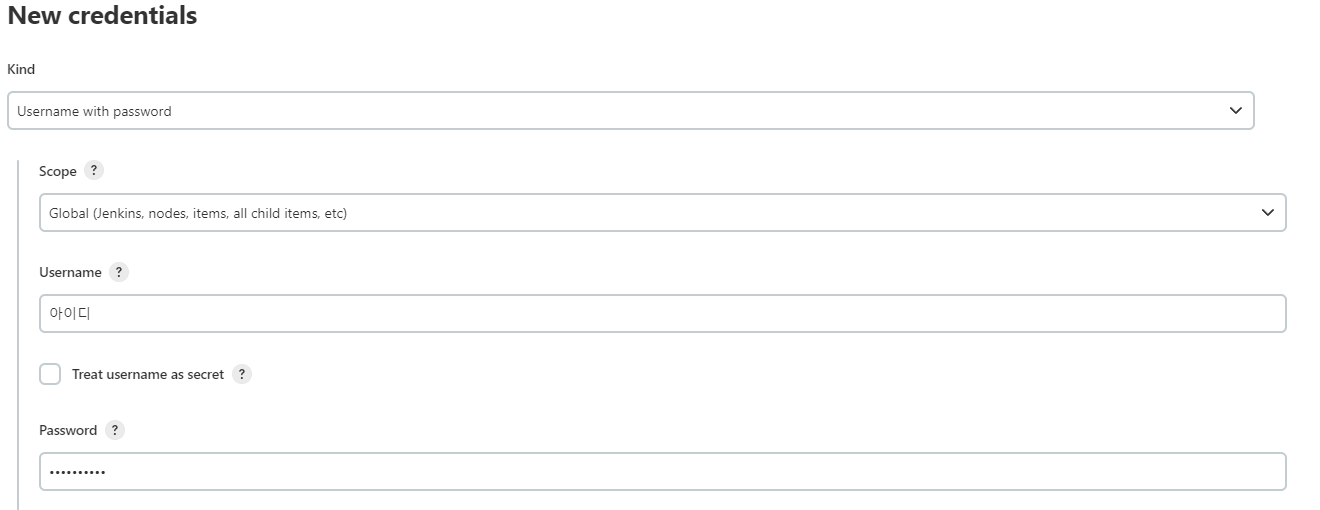 New credentials
Kind
Username with password
Scope ?
Global (Jenkins, nodes, items, all child items, etc)
Username ?
아이디
Treat username as secret ?
Password ?
••••••••••